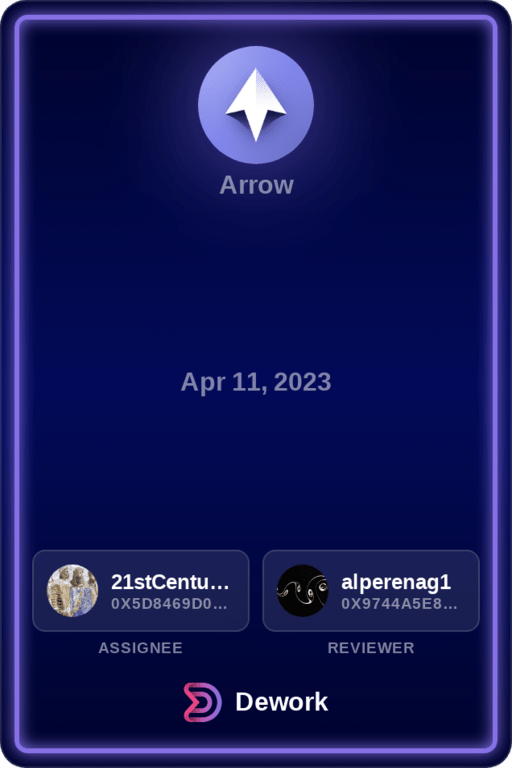 Arrow
Apr 11, 2023
21stCentu...
0X5D8469D0...
ASSIGNEE
alperenag1
0X9744A5E8...
REVIEWER
Dework